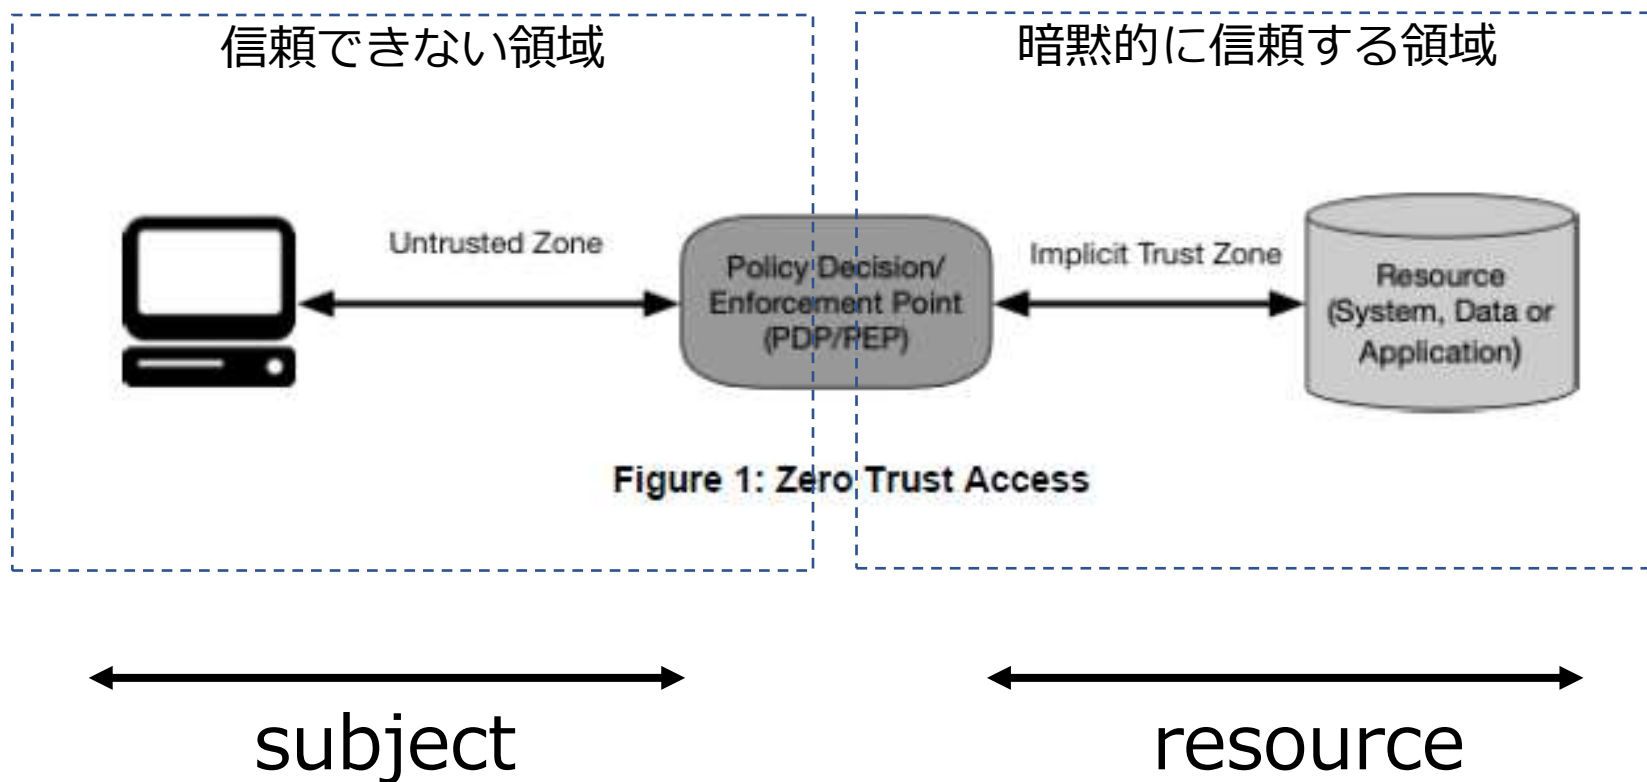 信頼できない領域
暗黙的に信頼する領域
Untrusted Zone
Policy Decision/
Enforcement Point
(PDP/PEP)
Implicit Trust Zone
Resource
(System, Data or
Application)
Figure 1: Zero Trust Access
subject
resource